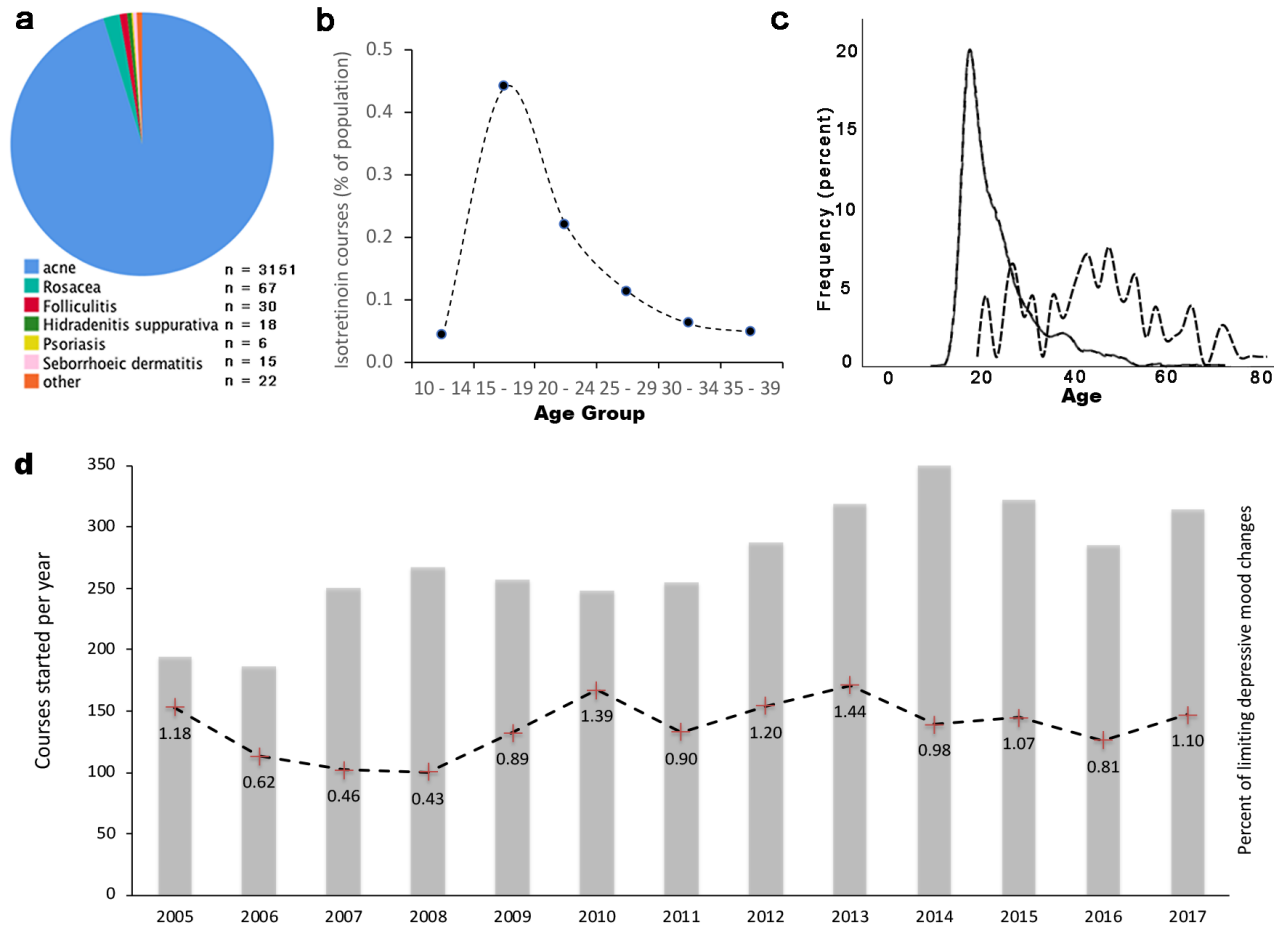 a
acne n = 3151
Rosacea n = 67
Folliculitis n = 30
Hidradenitis suppurativa n = 18
Psoriasis n = 6
Seborrhoeic dermatitis n = 15
other n = 22
b
Isotretinoin courses (% of population)
0.5
0.4
0.3
0.2
0.1
0.0
10 - 14 15 - 19 20 - 24 25 - 29 30 - 34 35 - 39
Age Group
c
Frequency (percent)
20
15
10
5
0
0 20 40 60 80
Age
d
Courses started per year
350
300
250
200
150
100
50
0
1.18 0.62 0.46 0.43 0.89 1.39 0.90 1.20 1.44 0.98 1.07 0.81 1.10
2005 2006 2007 2008 2009 2010 2011 2012 2013 2014 2015 2016 2017
Percent of limiting depressive mood changes